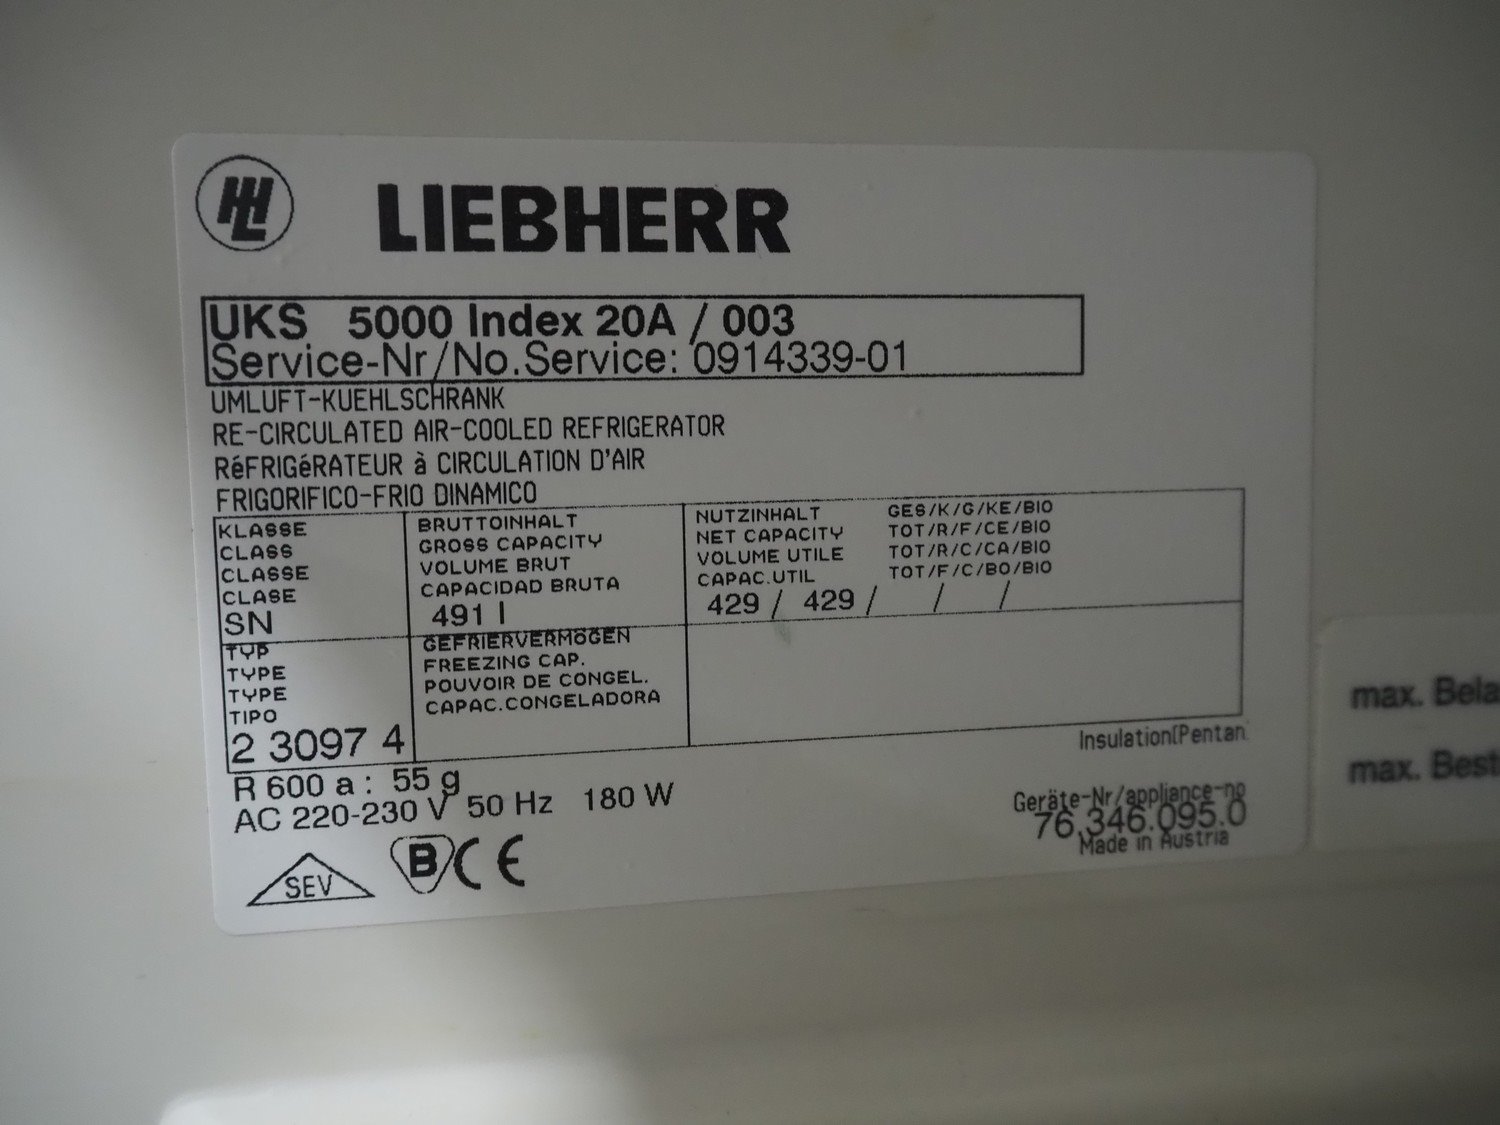 HL LIEBHERR
UKS 5000 Index 20A / 003
Service-Nr/No.Service: 0914339-01
UMLUFT-KUEHLSCHRANK
RE-CIRCULATED AIR-COOLED REFRIGERATOR
RéFRIGéRATEUR à CIRCULATION D'AIR
FRIGORIFICO-FRIO DINAMICO
KLASSE
CLASS
CLASSE
CLASE
SN
BRUTTOINHALT
GROSS CAPACITY
VOLUME BRUT
CAPACIDAD BRUTA
491 l
NUTZINHALT GES/K/G/KE/BIO
NET CAPACITY TOT/R/F/CE/BIO
VOLUME UTILE TOT/R/C/CA/BIO
CAPAC.UTIL TOT/F/C/BO/BIO
429 / 429 / / /
TYP
TYPE
TYPE
TIPO
2 3097 4
GEFRIERVERMöGEN
FREEZING CAP.
POUVOIR DE CONGEL.
CAPAC.CONGELADORA
Insulation(Pentan
R 600 a : 55 g
AC 220-230 V 50 Hz 180 W
Geräte-Nr/appliance-no
76.346.095.0
Made in Austria
SEV B CE
max. Bela
max. Best